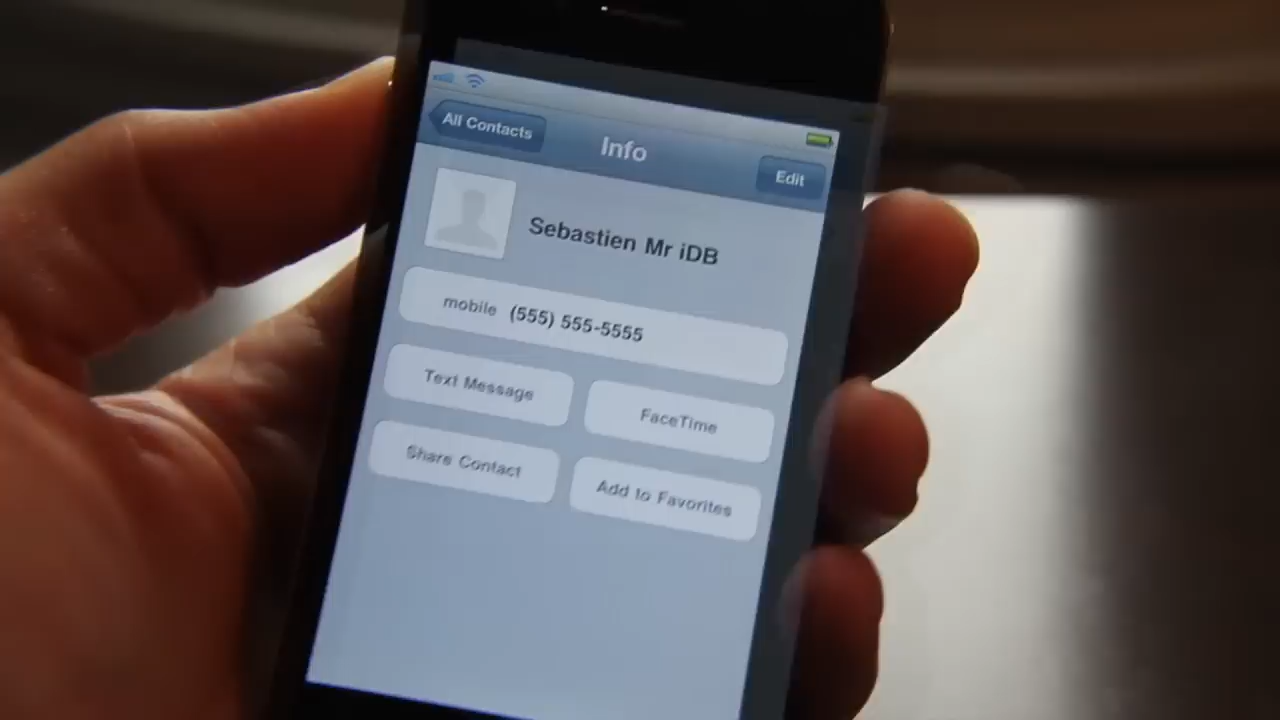 All Contacts
Info
Edit
Sebastien Mr iDB
mobile (555) 555-5555
Text Message
FaceTime
Share Contact
Add to Favorites